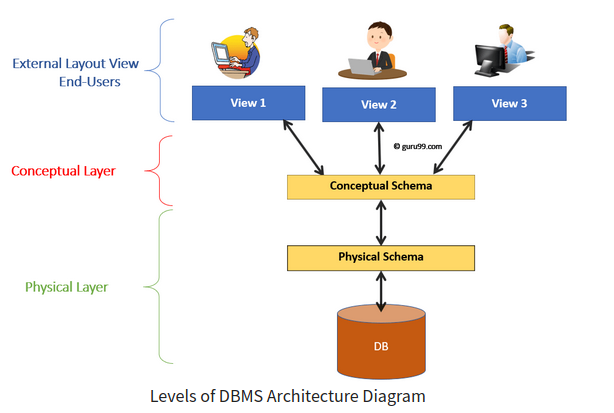 External Layout View
End-Users
View 1
View 2
View 3
© guru99.com
Conceptual Layer
Conceptual Schema
Physical Schema
Physical Layer
DB
Levels of DBMS Architecture Diagram